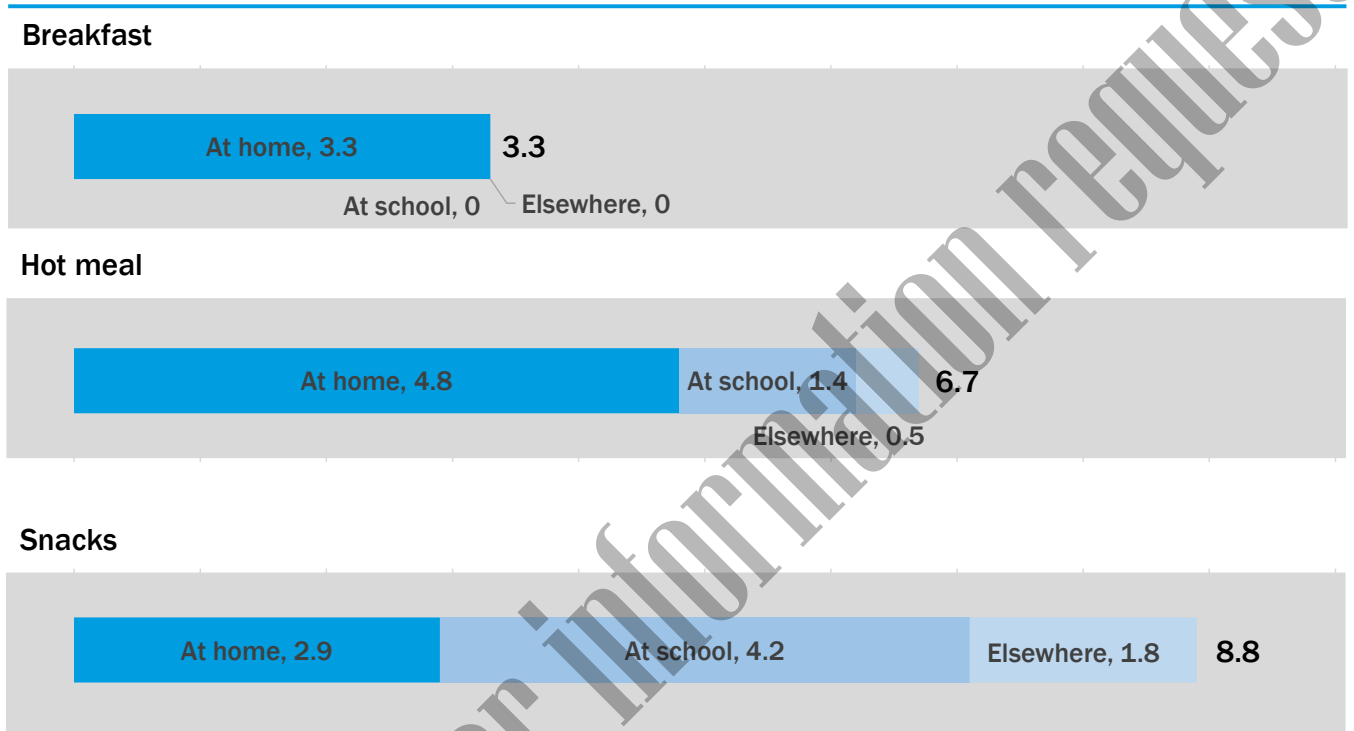 Breakfast
At home, 3.3
3.3
At school, 0
Elsewhere, 0
Hot meal
At home, 4.8
At school, 1.4
6.7
Elsewhere, 0.5
Snacks
At home, 2.9
At school, 4.2
Elsewhere, 1.8
8.8
information